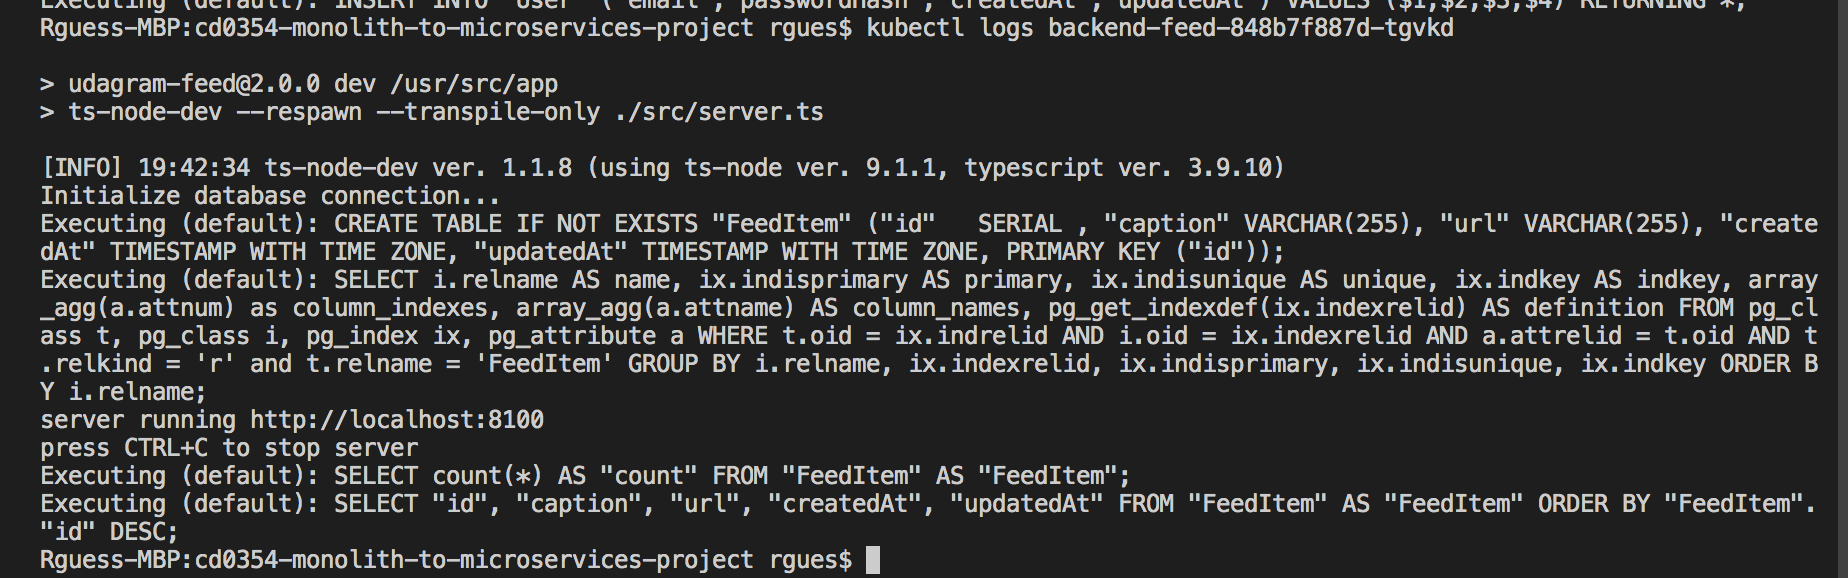 Executing (default): INSERT INTO "User" ("email","passwordHash","createdAt","updatedAt") VALUES ($1,$2,$3,$4) RETURNING *;
Rguess-MBP:cd0354-monolith-to-microservices-project rgues$ kubectl logs backend-feed-848b7f887d-tgvkd
> udagram-feed@2.0.0 dev /usr/src/app
> ts-node-dev --respawn --transpile-only ./src/server.ts
[INFO] 19:42:34 ts-node-dev ver. 1.1.8 (using ts-node ver. 9.1.1, typescript ver. 3.9.10)
Initialize database connection...
Executing (default): CREATE TABLE IF NOT EXISTS "FeedItem" ("id"   SERIAL , "caption" VARCHAR(255), "url" VARCHAR(255), "create
dAt" TIMESTAMP WITH TIME ZONE, "updatedAt" TIMESTAMP WITH TIME ZONE, PRIMARY KEY ("id"));
Executing (default): SELECT i.relname AS name, ix.indisprimary AS primary, ix.indisunique AS unique, ix.indkey AS indkey, array
_agg(a.attnum) as column_indexes, array_agg(a.attname) AS column_names, pg_get_indexdef(ix.indexrelid) AS definition FROM pg_cl
ass t, pg_class i, pg_index ix, pg_attribute a WHERE t.oid = ix.indrelid AND i.oid = ix.indexrelid AND a.attrelid = t.oid AND t
.relkind = 'r' and t.relname = 'FeedItem' GROUP BY i.relname, ix.indexrelid, ix.indisprimary, ix.indisunique, ix.indkey ORDER B
Y i.relname;
server running http://localhost:8100
press CTRL+C to stop server
Executing (default): SELECT count(*) AS "count" FROM "FeedItem" AS "FeedItem";
Executing (default): SELECT "id", "caption", "url", "createdAt", "updatedAt" FROM "FeedItem" AS "FeedItem" ORDER BY "FeedItem".
"id" DESC;
Rguess-MBP:cd0354-monolith-to-microservices-project rgues$